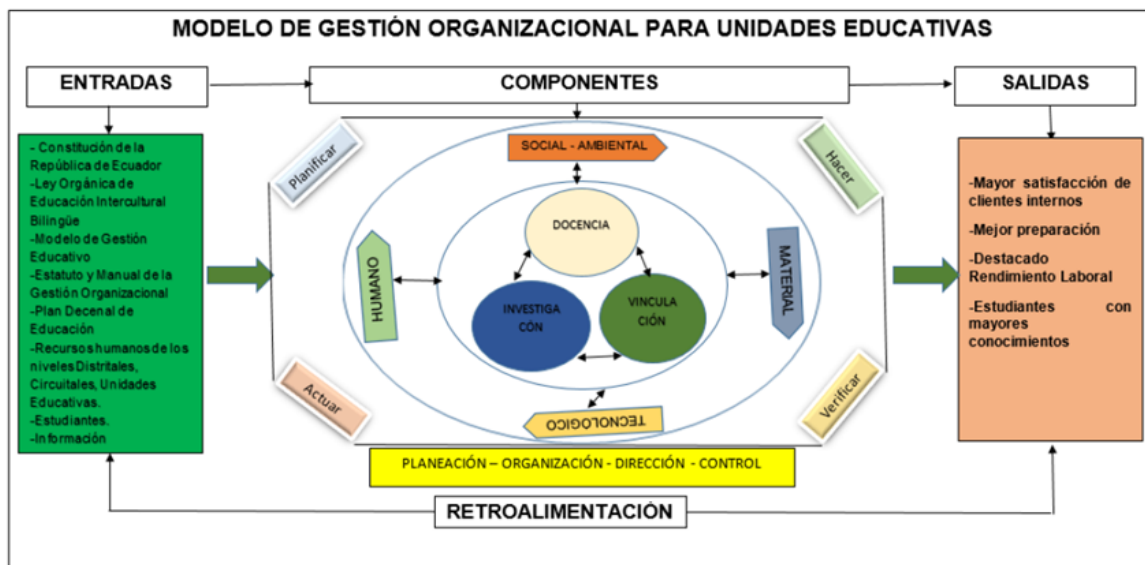 MODELO DE GESTIÓN ORGANIZACIONAL PARA UNIDADES EDUCATIVAS
ENTRADAS
COMPONENTES
SALIDAS
- Constitución de la
República de Ecuador
-Ley Orgánica de
Educación Intercultural
Bilingüe
-Modelo de Gestión
Educativo
-Estatuto y Manual de la
Gestión Organizacional
-Plan Decenal de
Educación
-Recursos humanos de los
niveles Distritales,
Circuitales, Unidades
Educativas.
-Estudiantes.
-Información
Planificar
Hacer
SOCIAL - AMBIENTAL
DOCENCIA
HUMANO
MATERIAL
INVESTIGA
CÓN
VINCULA
CIÓN
TECNOLOGICO
Actuar
Verificar
PLANEACIÓN – ORGANIZACIÓN - DIRECCIÓN - CONTROL
-Mayor satisfacción de
clientes internos
-Mejor preparación
-Destacado
Rendimiento Laboral
-Estudiantes con
mayores
conocimientos
RETROALIMENTACIÓN